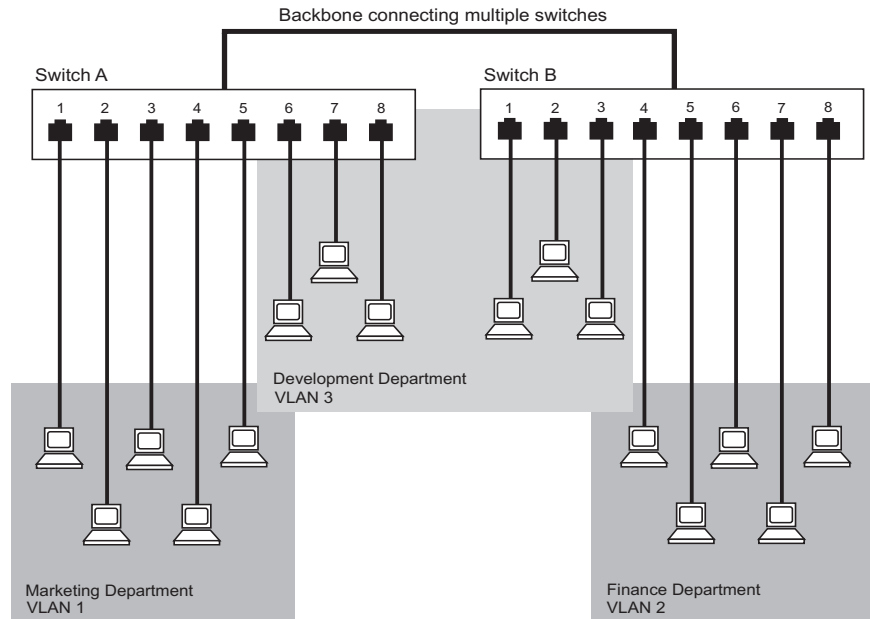 Backbone connecting multiple switches
Switch A
1 2 3 4 5 6 7 8
Switch B
1 2 3 4 5 6 7 8
Development Department
VLAN 3
Marketing Department
VLAN 1
Finance Department
VLAN 2